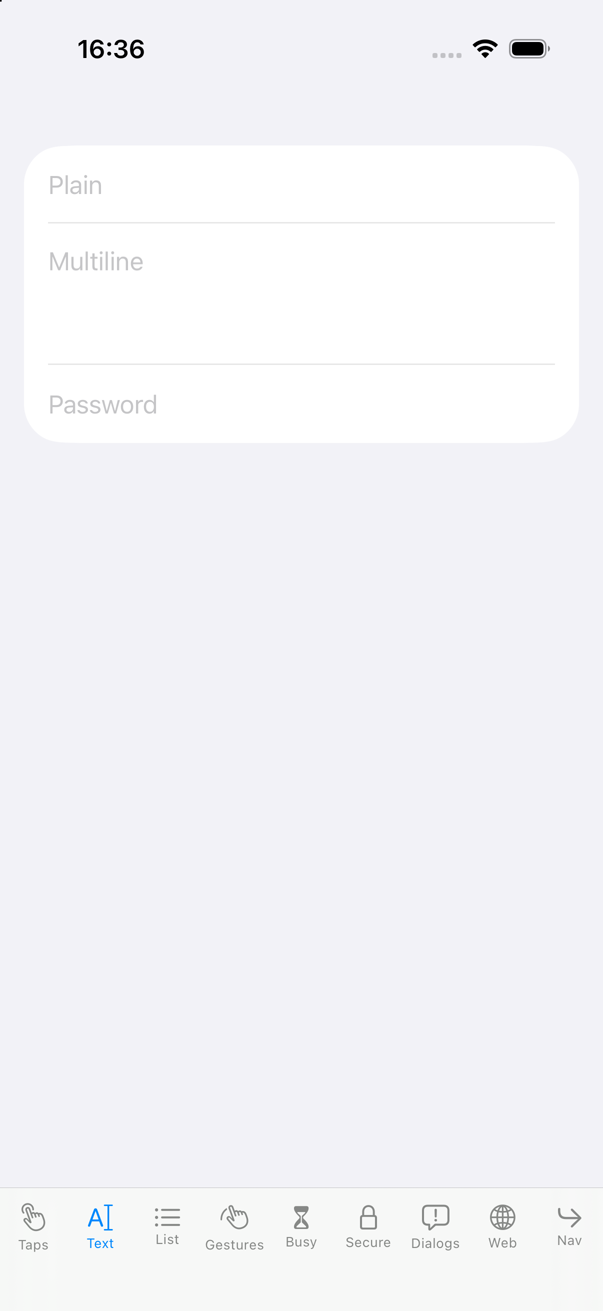 16:36
Plain
Multiline
Password
Taps
Text
List
Gestures
Busy
Secure
Dialogs
Web
Nav